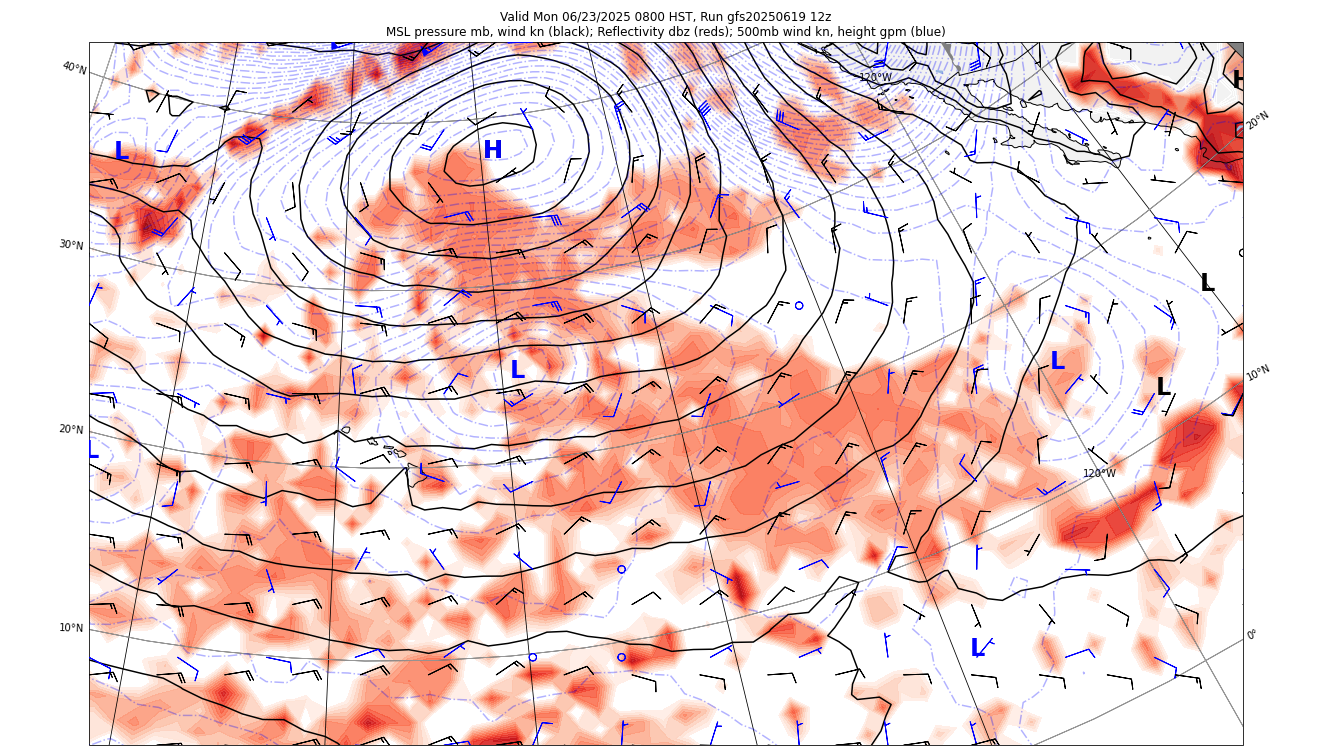 Valid Mon 06/23/2025 0800 HST, Run gfs20250619 12z
MSL pressure mb, wind kn (black); Reflectivity dbz (reds); 500mb wind kn, height gpm (blue)
40°N
120°W
H
20°N
L
H
30°N
L
L
L
10°N
L
20°N
L
L
120°W
10°N
0°
L